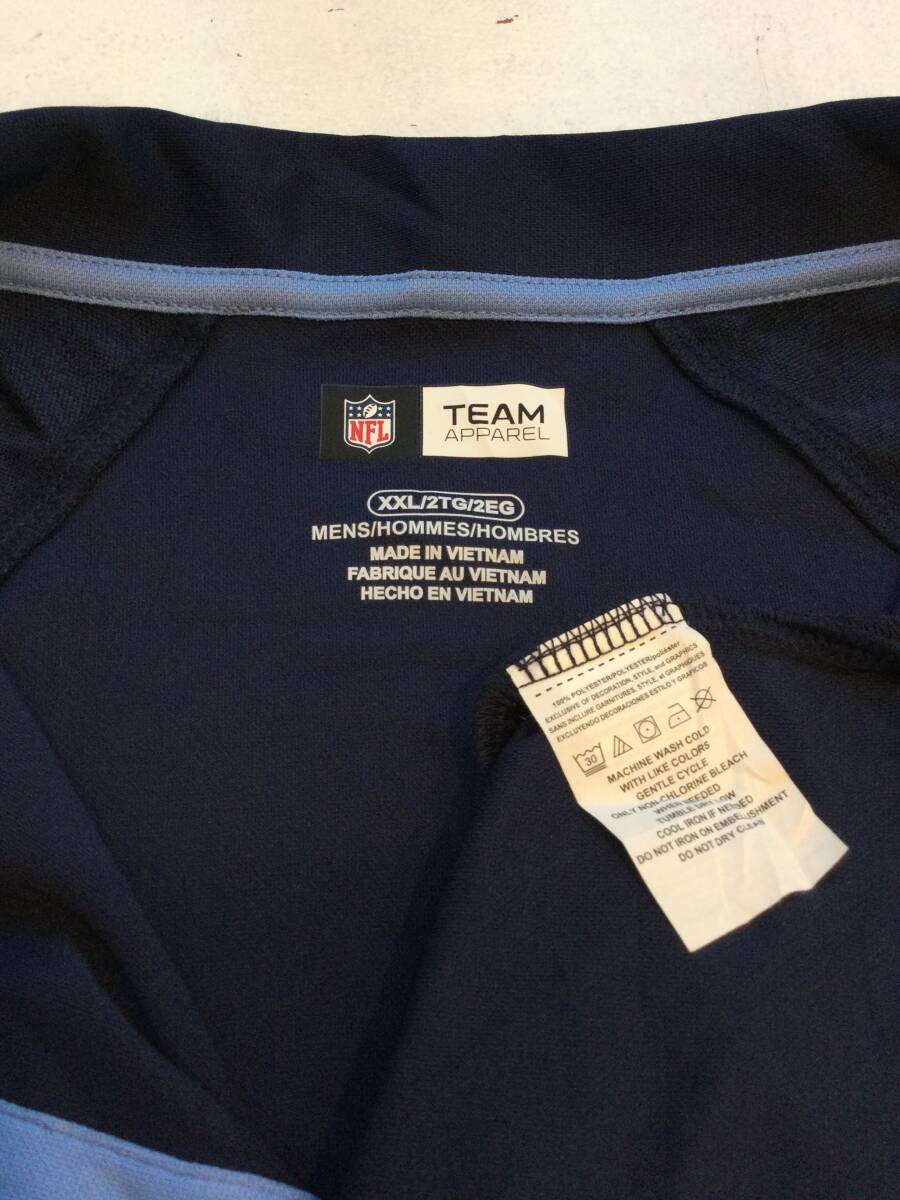 NFL
TEAM
APPAREL
XXL/2TG/2EG
MENS/HOMMES/HOMBRES
MADE IN VIETNAM
FABRIQUE AU VIETNAM
HECHO EN VIETNAM
100% POLYESTER/POLYESTER/poliéster
EXCLUSIVE OF DECORATION, STYLE, and GRAPHICS
SANS INCLURE GARNITURES, STYLE, et GRAPHIQUES
EXCLUYENDO DECORACIONES ESTILO Y GRAFICOS
30
MACHINE WASH COLD
WITH LIKE COLORS
GENTLE CYCLE
ONLY NON-CHLORINE BLEACH
WHEN NEEDED
TUMBLE DRY LOW
COOL IRON IF NEEDED
DO NOT IRON ON EMBELLISHMENT
DO NOT DRY CLEAN